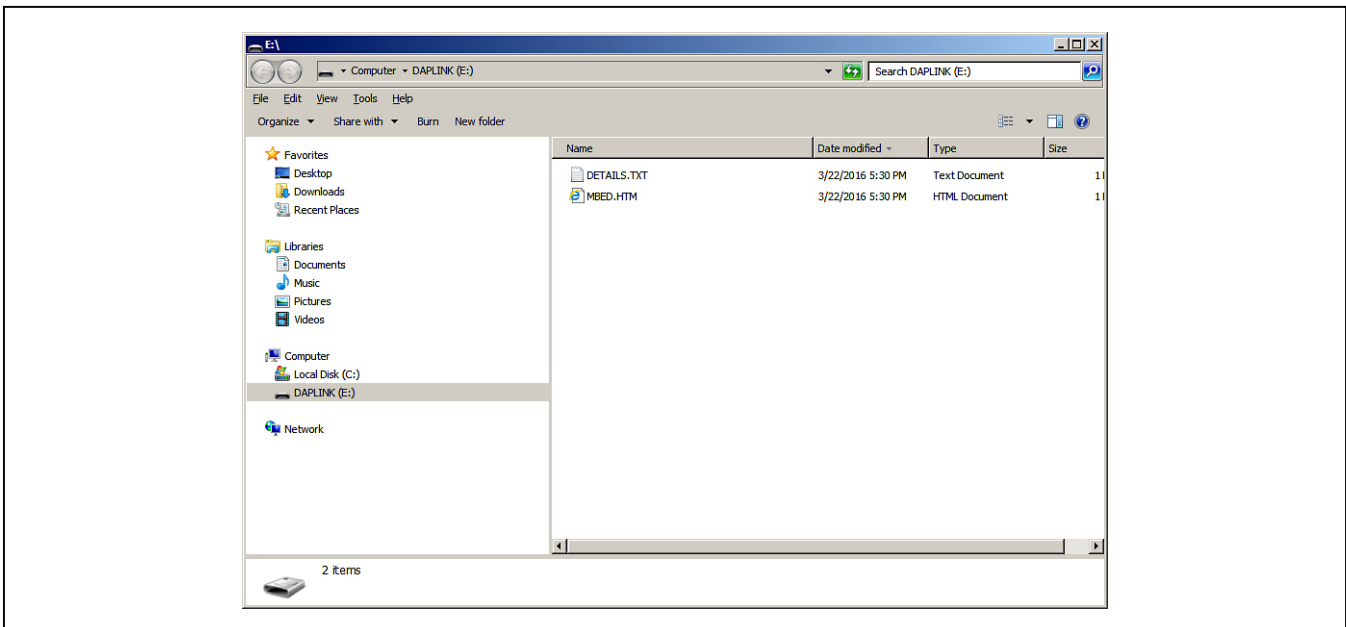 E:\
Computer DAPLINK (E:) Search DAPLINK (E:)
File Edit View Tools Help
Organize Share with Burn New folder
Favorites
Desktop
Downloads
Recent Places
Libraries
Documents
Music
Pictures
Videos
Computer
Local Disk (C:)
DAPLINK (E:)
Network
Name Date modified Type Size
DETAILS.TXT 3/22/2016 5:30 PM Text Document 1
MBED.HTM 3/22/2016 5:30 PM HTML Document 1
2 items